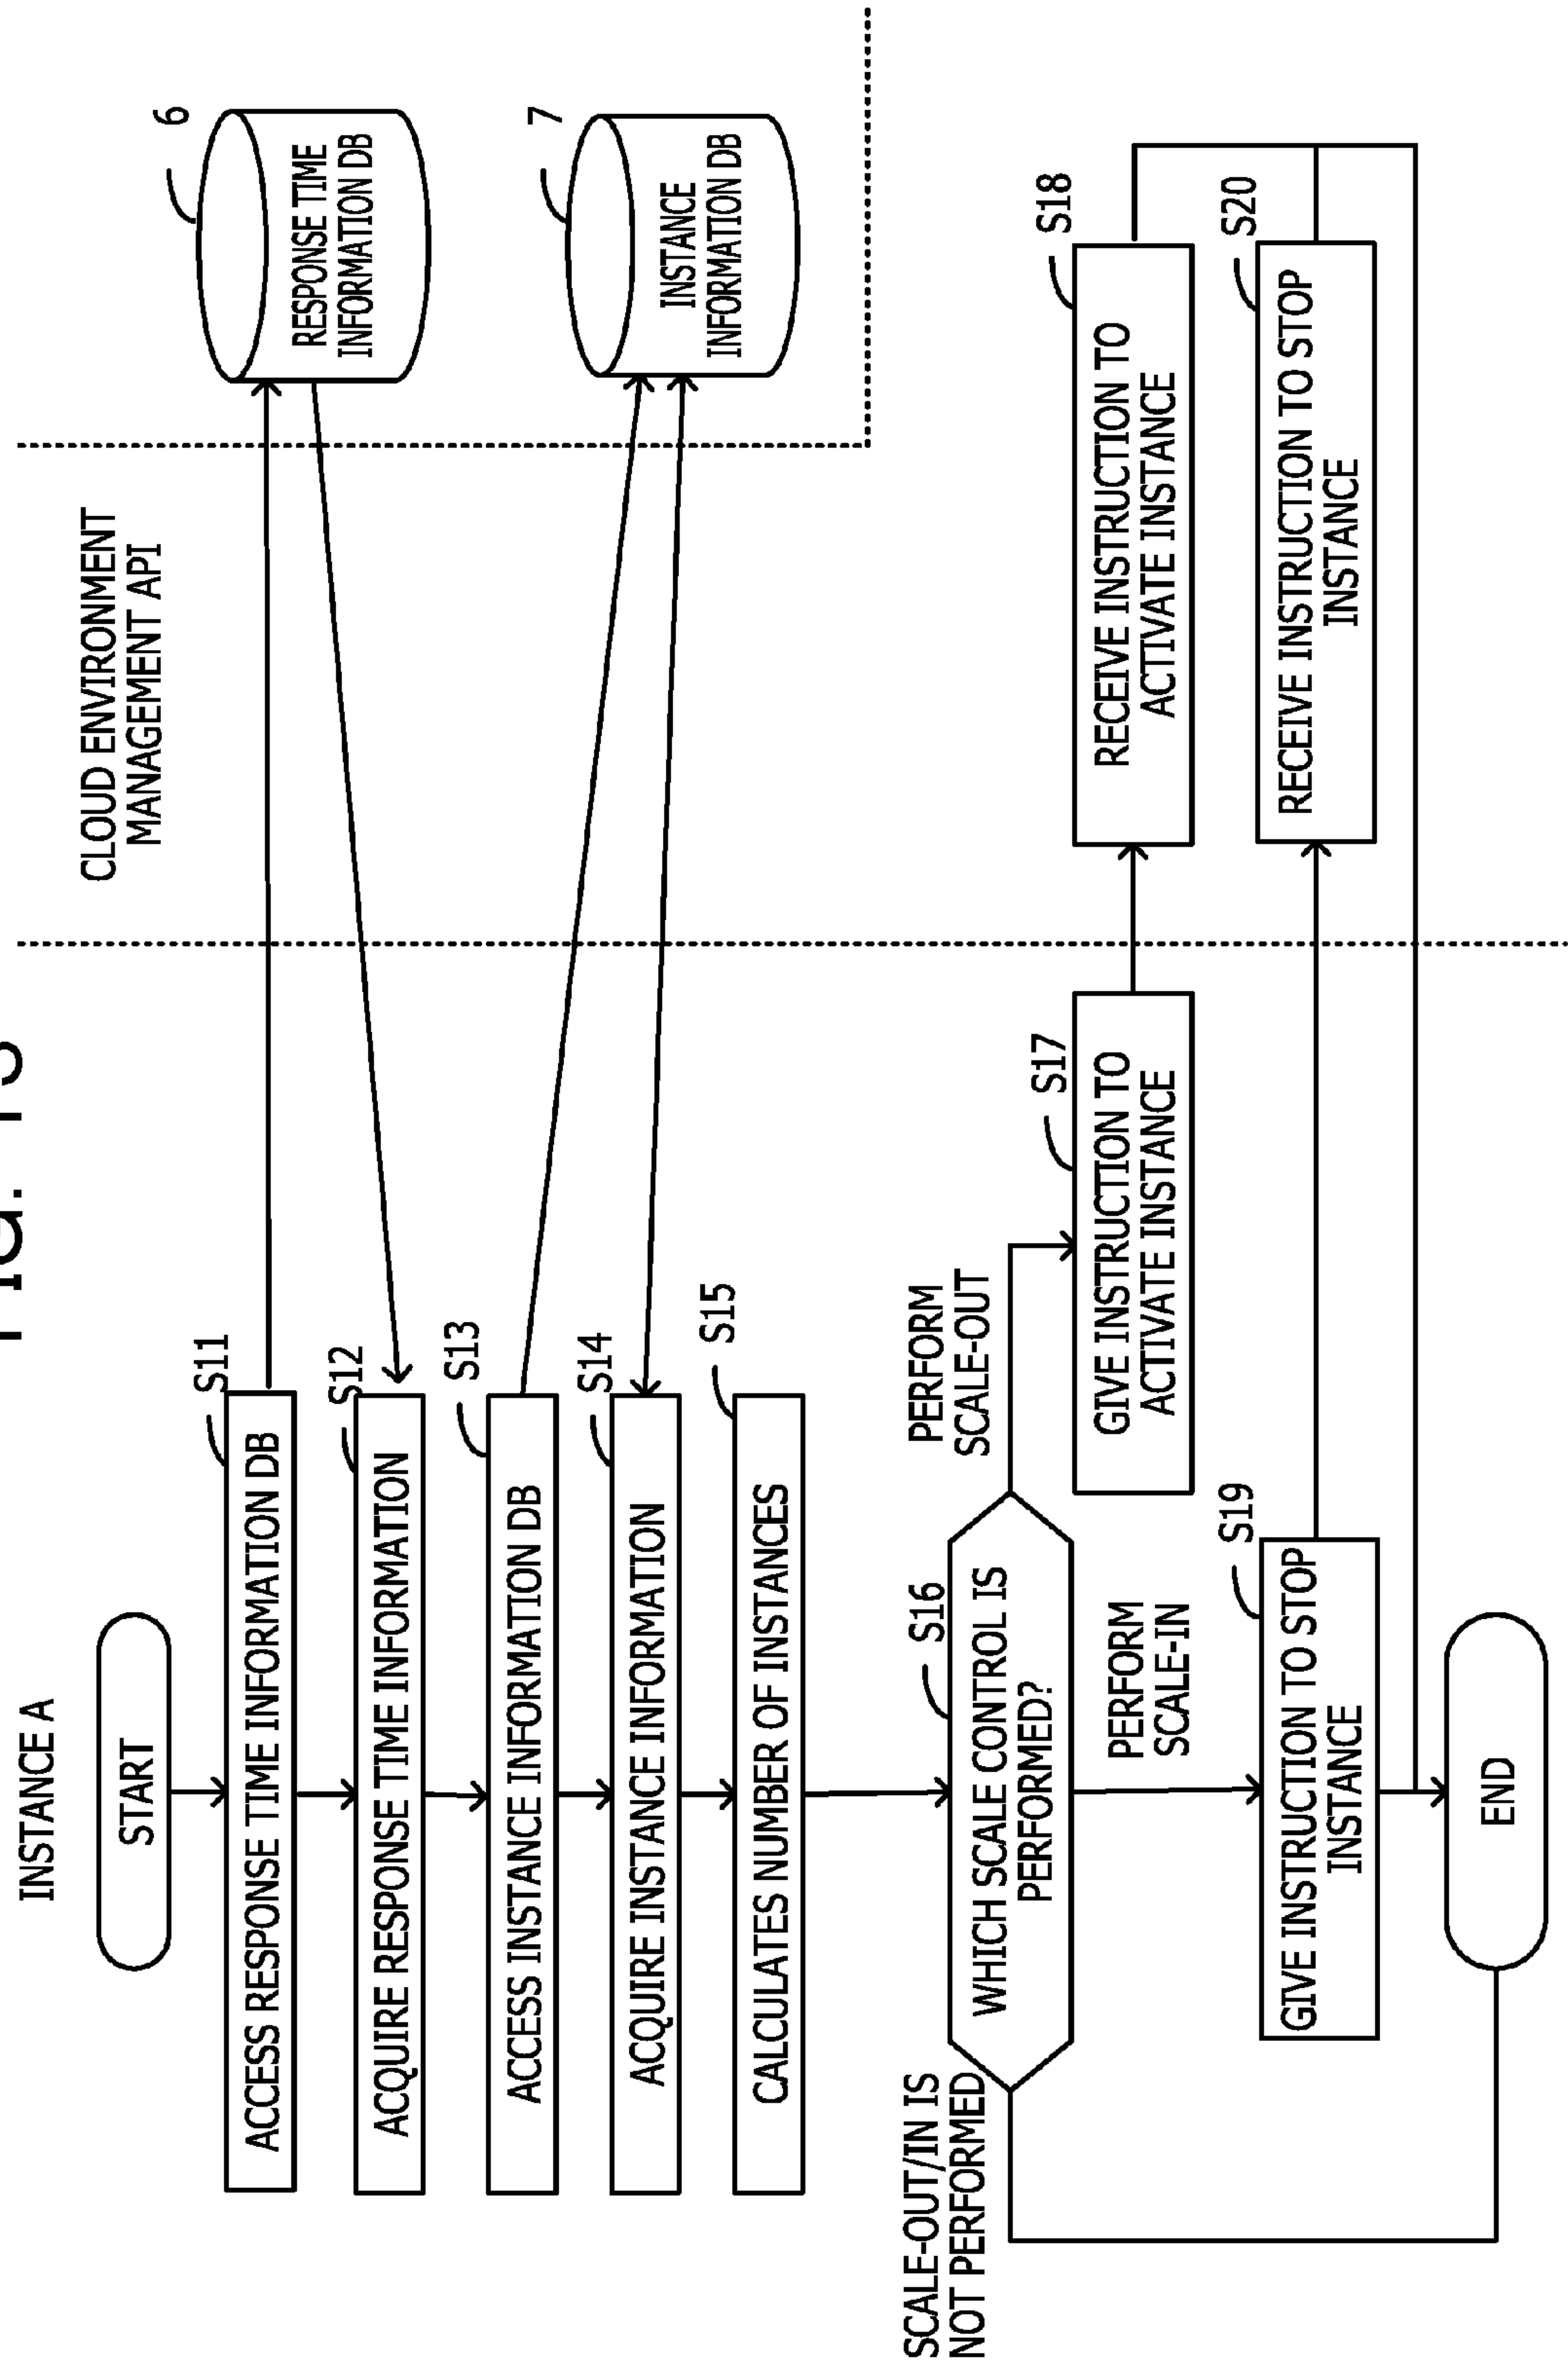 INSTANCE A
CLOUD ENVIRONMENT
MANAGEMENT API
START
S11
ACCESS RESPONSE TIME INFORMATION DB
6
RESPONSE TIME
INFORMATION DB
S12
ACQUIRE RESPONSE TIME INFORMATION
S13
ACCESS INSTANCE INFORMATION DB
7
INSTANCE
INFORMATION DB
S14
ACQUIRE INSTANCE INFORMATION
S15
CALCULATES NUMBER OF INSTANCES
SCALE-OUT/IN IS
NOT PERFORMED
S16
WHICH SCALE CONTROL IS
PERFORMED?
PERFORM
SCALE-OUT
S17
GIVE INSTRUCTION TO
ACTIVATE INSTANCE
S18
RECEIVE INSTRUCTION TO
ACTIVATE INSTANCE
PERFORM
SCALE-IN
S19
GIVE INSTRUCTION TO STOP
INSTANCE
S20
RECEIVE INSTRUCTION TO STOP
INSTANCE
END